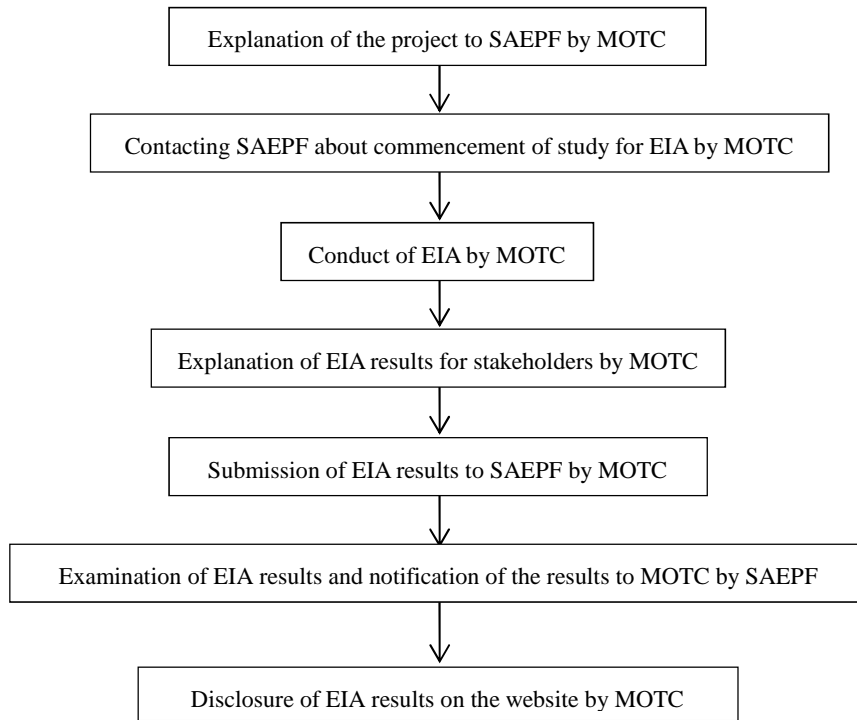 Explanation of the project to SAEPF by MOTC
Contacting SAEPF about commencement of study for EIA by MOTC
Conduct of EIA by MOTC
Explanation of EIA results for stakeholders by MOTC
Submission of EIA results to SAEPF by MOTC
Examination of EIA results and notification of the results to MOTC by SAEPF
Disclosure of EIA results on the website by MOTC